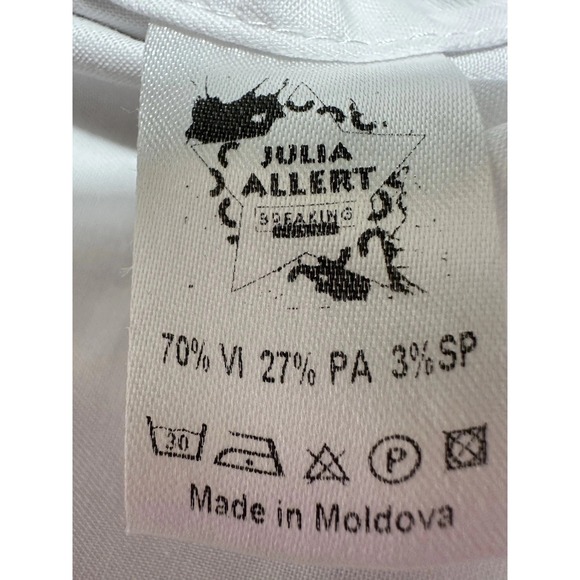 JULIA
ALLERT
BREAKING
70% VI 27% PA 3% SP
30 P
Made in Moldova